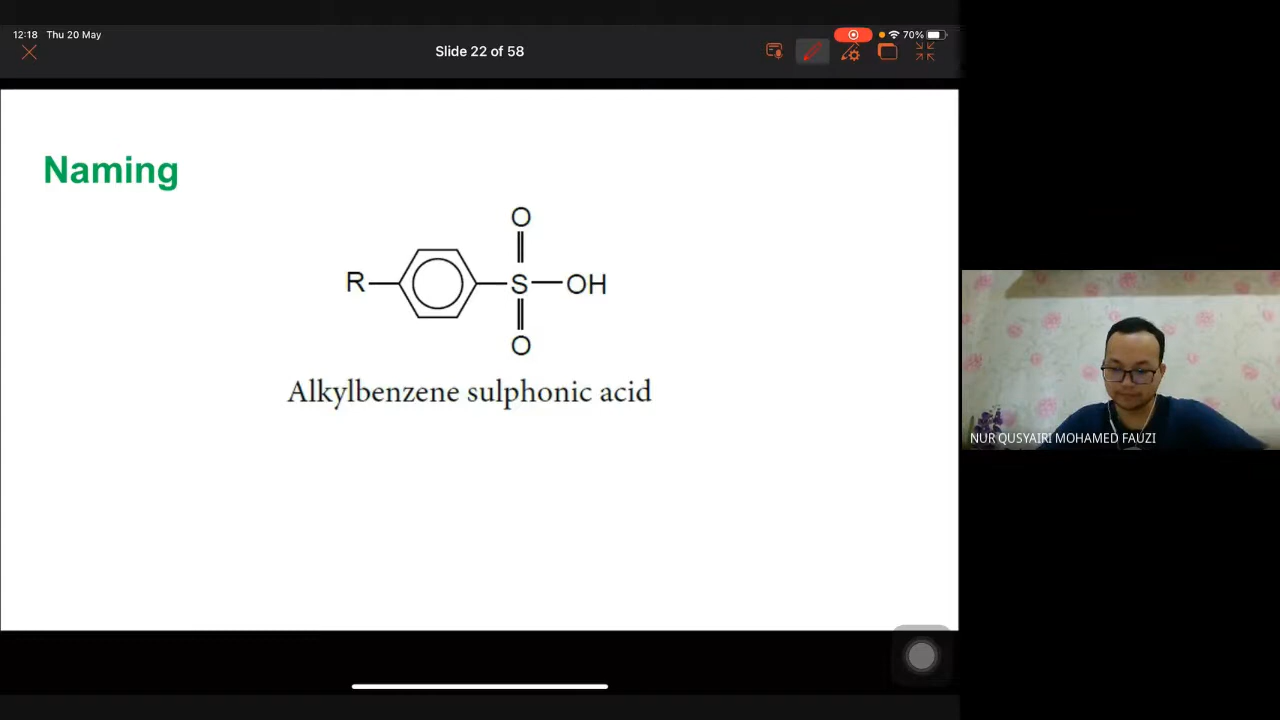 12:18 Thu 20 May
70%
Slide 22 of 58
Naming
O
R S OH
O
Alkylbenzene sulphonic acid
NUR QUSYAIRI MOHAMED FAUZI